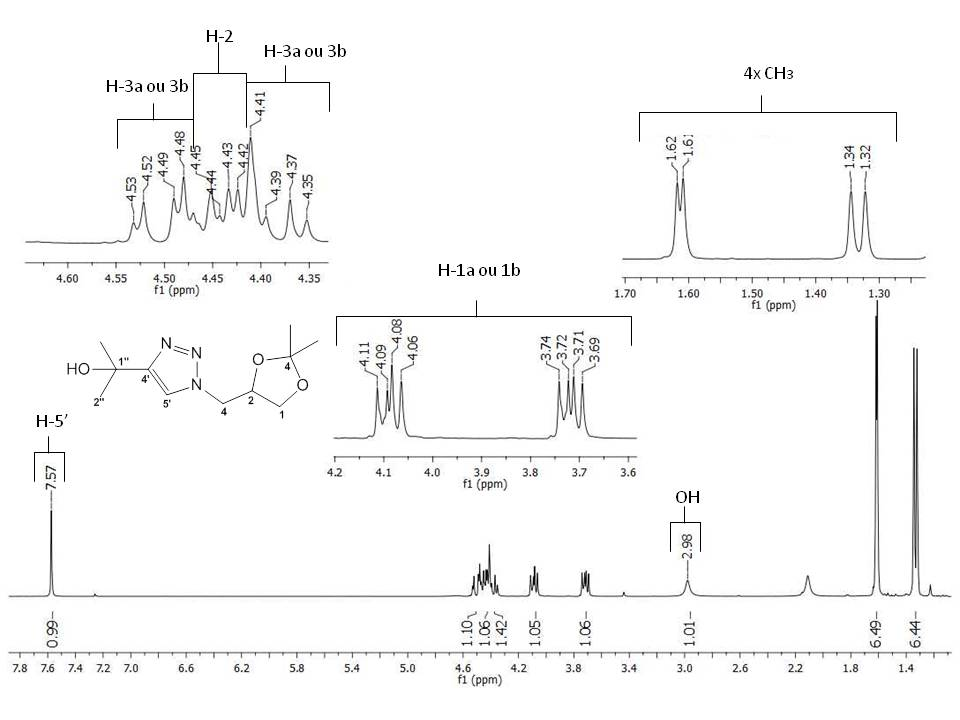 H-2
H-3a ou 3b
H-3a ou 3b
4.53
4.52
4.49
4.48
4.45
4.44
4.43
4.42
4.41
4.39
4.37
4.35
4.60 4.55 4.50 4.45 4.40 4.35
f1 (ppm)
4x CH3
1.62
1.61
1.34
1.32
1.70 1.60 1.50 1.40 1.30
f1 (ppm)
H-1a ou 1b
4.11
4.09
4.08
4.06
3.74
3.72
3.71
3.69
4.2 4.1 4.0 3.9 3.8 3.7 3.6
f1 (ppm)
N
N
N
HO
1"
2"
4'
5'
4
2
1
O
O
4
H-5'
7.57
OH
2.98
0.99
1.10
1.06
1.42
1.05
1.06
1.01
6.49
6.44
7.8 7.6 7.4 7.2 7.0 6.8 6.6 6.4 6.2 5.8 5.4 5.0 4.6 4.2 3.8 3.4 3.0 2.6 2.2 1.8 1.4
f1 (ppm)